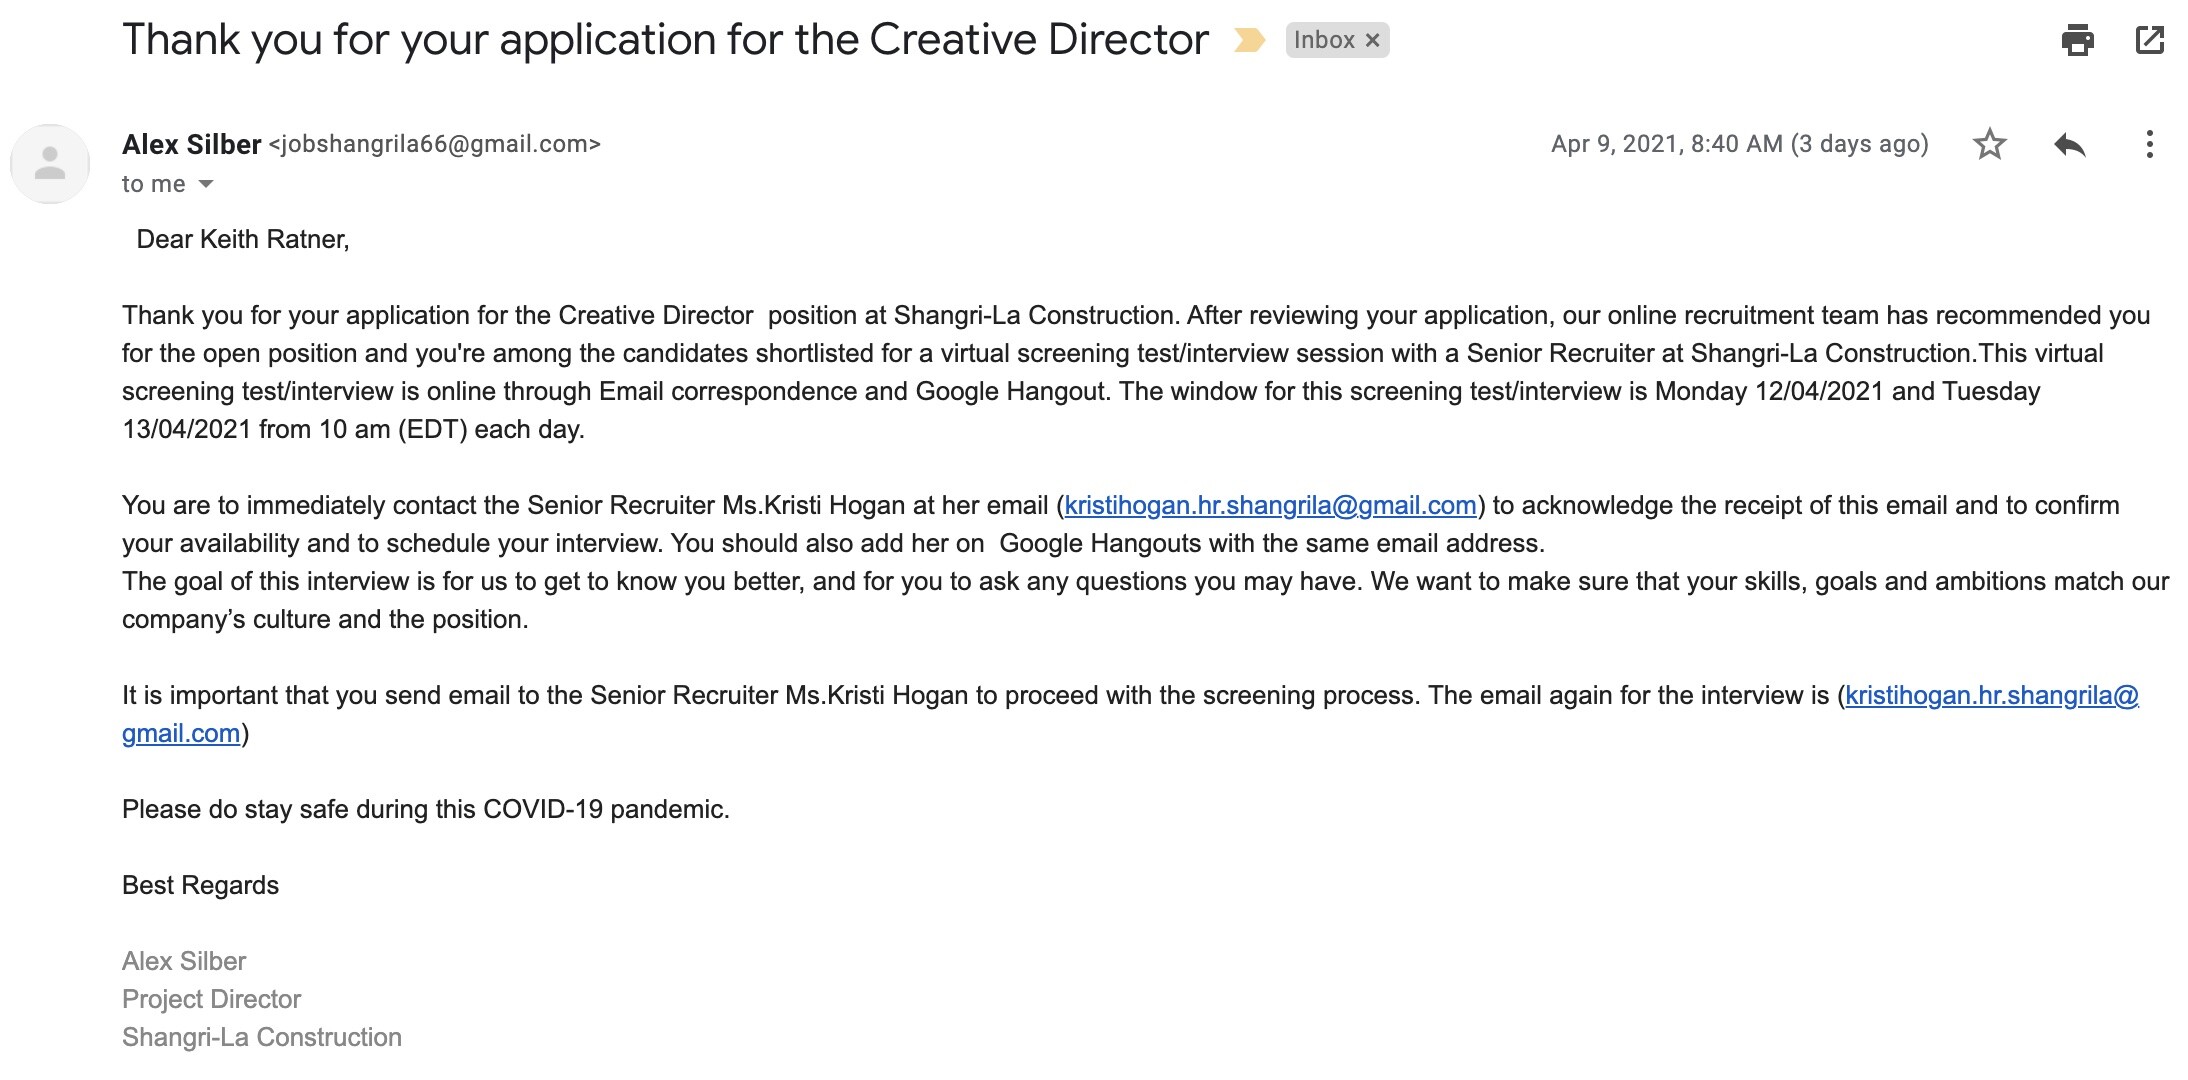 Thank you for your application for the Creative Director Inbox ×
Alex Silber <jobshangrila66@gmail.com> Apr 9, 2021, 8:40 AM (3 days ago)
to me
Dear Keith Ratner,
Thank you for your application for the Creative Director  position at Shangri-La Construction. After reviewing your application, our online recruitment team has recommended you
for the open position and you're among the candidates shortlisted for a virtual screening test/interview session with a Senior Recruiter at Shangri-La Construction.This virtual
screening test/interview is online through Email correspondence and Google Hangout. The window for this screening test/interview is Monday 12/04/2021 and Tuesday
13/04/2021 from 10 am (EDT) each day.
You are to immediately contact the Senior Recruiter Ms.Kristi Hogan at her email (kristihogan.hr.shangrila@gmail.com) to acknowledge the receipt of this email and to confirm
your availability and to schedule your interview. You should also add her on  Google Hangouts with the same email address.
The goal of this interview is for us to get to know you better, and for you to ask any questions you may have. We want to make sure that your skills, goals and ambitions match our
company’s culture and the position.
It is important that you send email to the Senior Recruiter Ms.Kristi Hogan to proceed with the screening process. The email again for the interview is (kristihogan.hr.shangrila@
gmail.com)
Please do stay safe during this COVID-19 pandemic.
Best Regards
Alex Silber
Project Director
Shangri-La Construction